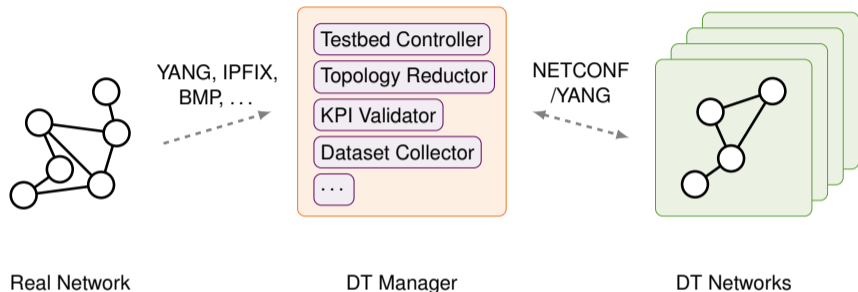 YANG, IPFIX,
BMP, ...
Testbed Controller
Topology Reductor
KPI Validator
Dataset Collector
...
NETCONF
/YANG
Real Network
DT Manager
DT Networks